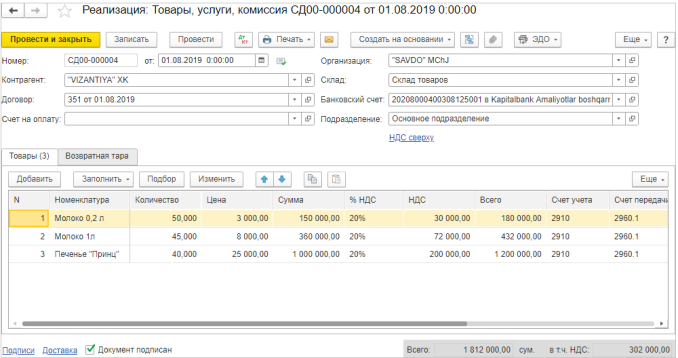 Реализация: Товары, услуги, комиссия СД00-000004 от 01.08.2019 0:00:00
Провести и закрыть Записать Провести Дт Кт Печать Создать на основании ЭДО Еще ?
Номер: СД00-000004 от: 01.08.2019 0:00:00 Организация: "SAVDO" MChJ
Контрагент: "VIZANTIYA" XK Склад: Склад товаров
Договор: 351 от 01.08.2019 Банковский счет: 20208000400308125001 в Kapitalbank Amaliyotlar boshqarr
Счет на оплату: Подразделение: Основное подразделение
НДС сверху
Товары (3) Возвратная тара
Добавить Заполнить Подбор Изменить Еще
N Номенклатура Количество Цена Сумма % НДС НДС Всего Счет учета Счет передачи
1 Молоко 0,2 л 50,000 3 000,00 150 000,00 20% 30 000,00 180 000,00 2910 2960.1
2 Молоко 1л 45,000 8 000,00 360 000,00 20% 72 000,00 432 000,00 2910 2960.1
3 Печенье "Принц" 40,000 25 000,00 1 000 000,00 20% 200 000,00 1 200 000,00 2910 2960.1
Подписи Доставка Документ подписан Всего: 1 812 000,00 сум. в т.ч. НДС: 302 000,00